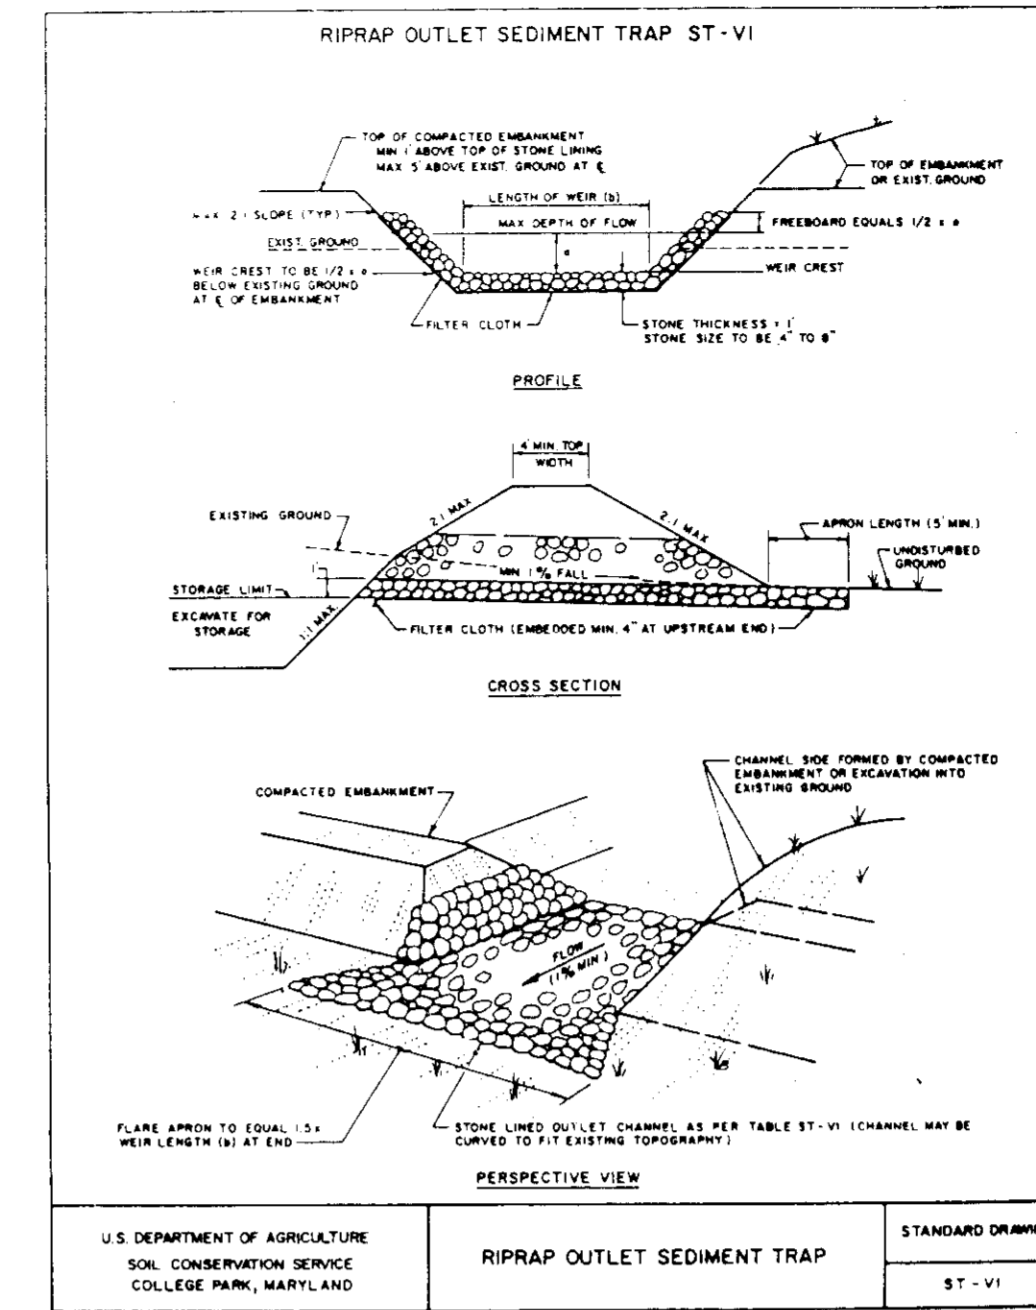 RIPRAP OUTLET SEDIMENT TRAP ST-VI
TOP OF COMPACTED EMBANKMENT
MIN 1' ABOVE TOP OF STONE LINING
MAX 5' ABOVE EXIST. GROUND AT ℄
TOP OF EMBANKMENT
OR EXIST. GROUND
LENGTH OF WEIR (b)
MAX. 2:1 SLOPE (TYP.)
MAX DEPTH OF FLOW
FREEBOARD EQUALS 1/2 x a
EXIST. GROUND
a
WEIR CREST TO BE 1/2 x a
BELOW EXISTING GROUND
AT ℄ OF EMBANKMENT
WEIR CREST
FILTER CLOTH
STONE THICKNESS = 1'
STONE SIZE TO BE 4" TO 8"
PROFILE
4' MIN. TOP
WIDTH
2:1 MAX.
2:1 MAX.
EXISTING GROUND
APRON LENGTH (5' MIN.)
UNDISTURBED
GROUND
MIN 1% FALL
1'
STORAGE LIMIT
EXCAVATE FOR
STORAGE
1:1 MAX.
FILTER CLOTH (EMBEDDED MIN. 4" AT UPSTREAM END)
CROSS SECTION
CHANNEL SIDE FORMED BY COMPACTED
EMBANKMENT OR EXCAVATION INTO
EXISTING GROUND
COMPACTED EMBANKMENT
FLOW
(1% MIN.)
FLARE APRON TO EQUAL 1.5 x
WEIR LENGTH (b) AT END
STONE LINED OUTLET CHANNEL AS PER TABLE ST-VI (CHANNEL MAY BE
CURVED TO FIT EXISTING TOPOGRAPHY)
PERSPECTIVE VIEW
U.S. DEPARTMENT OF AGRICULTURE
SOIL CONSERVATION SERVICE
COLLEGE PARK, MARYLAND
RIPRAP OUTLET SEDIMENT TRAP
STANDARD
ST - VI